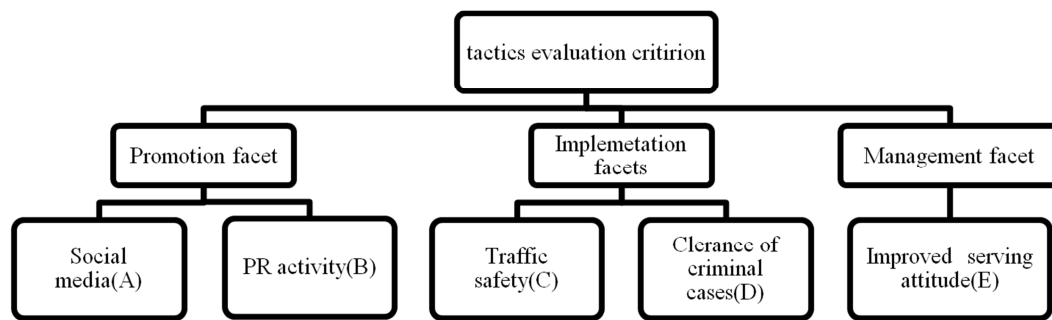 tactics evaluation critirion
Promotion facet
Implemetation
facets
Management facet
Social
media(A)
PR activity(B)
Traffic
safety(C)
Clerance of
criminal
cases(D)
Improved serving
attitude(E)